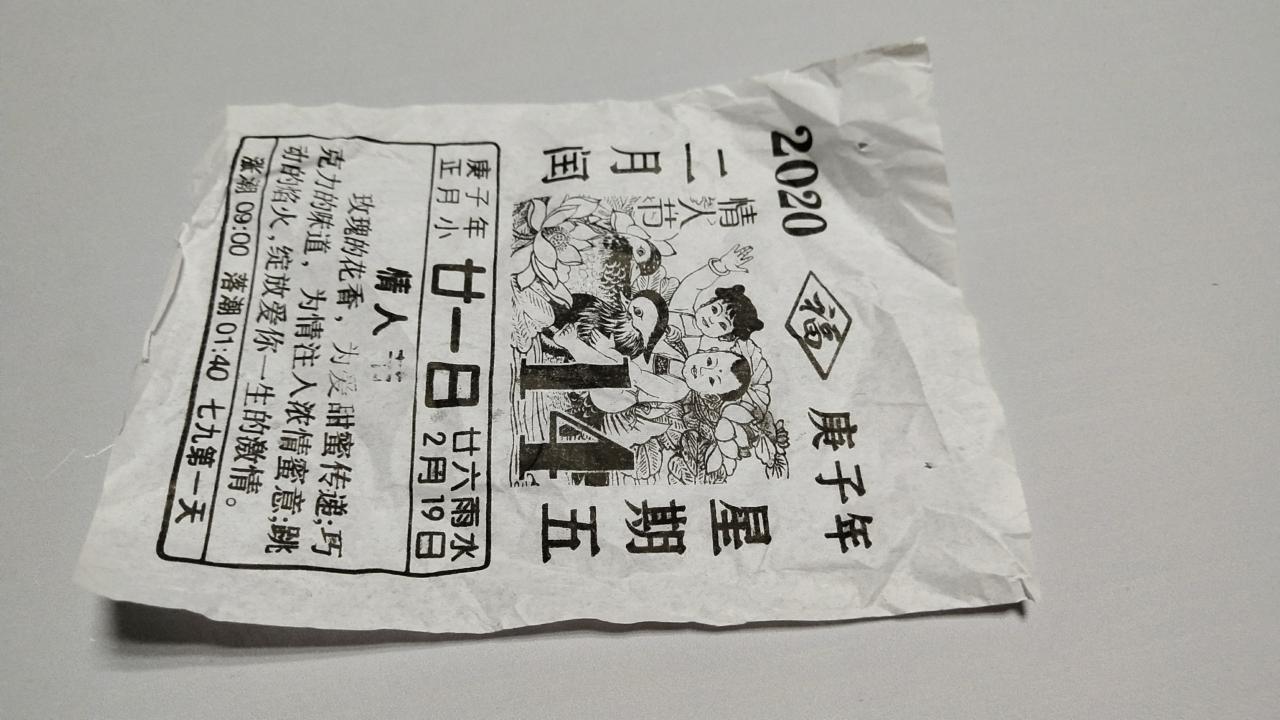 2020 福 庚子年
二月闰
情人节
14
星期五
庚子年
正月小
廿一日
廿六雨水
2月19日
情人节
玫瑰的花香，为爱甜蜜传递；巧
克力的味道，为情注入浓情蜜意；跳
动的焰火，绽放爱你一生的激情。
涨潮 09:00 落潮 01:40 七九第一天